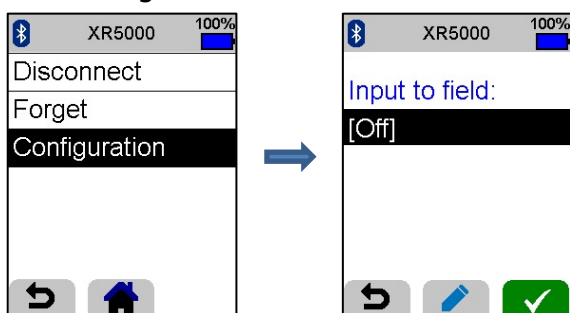 XR5000 100%
Disconnect
Forget
Configuration
XR5000 100%
Input to field:
[Off]